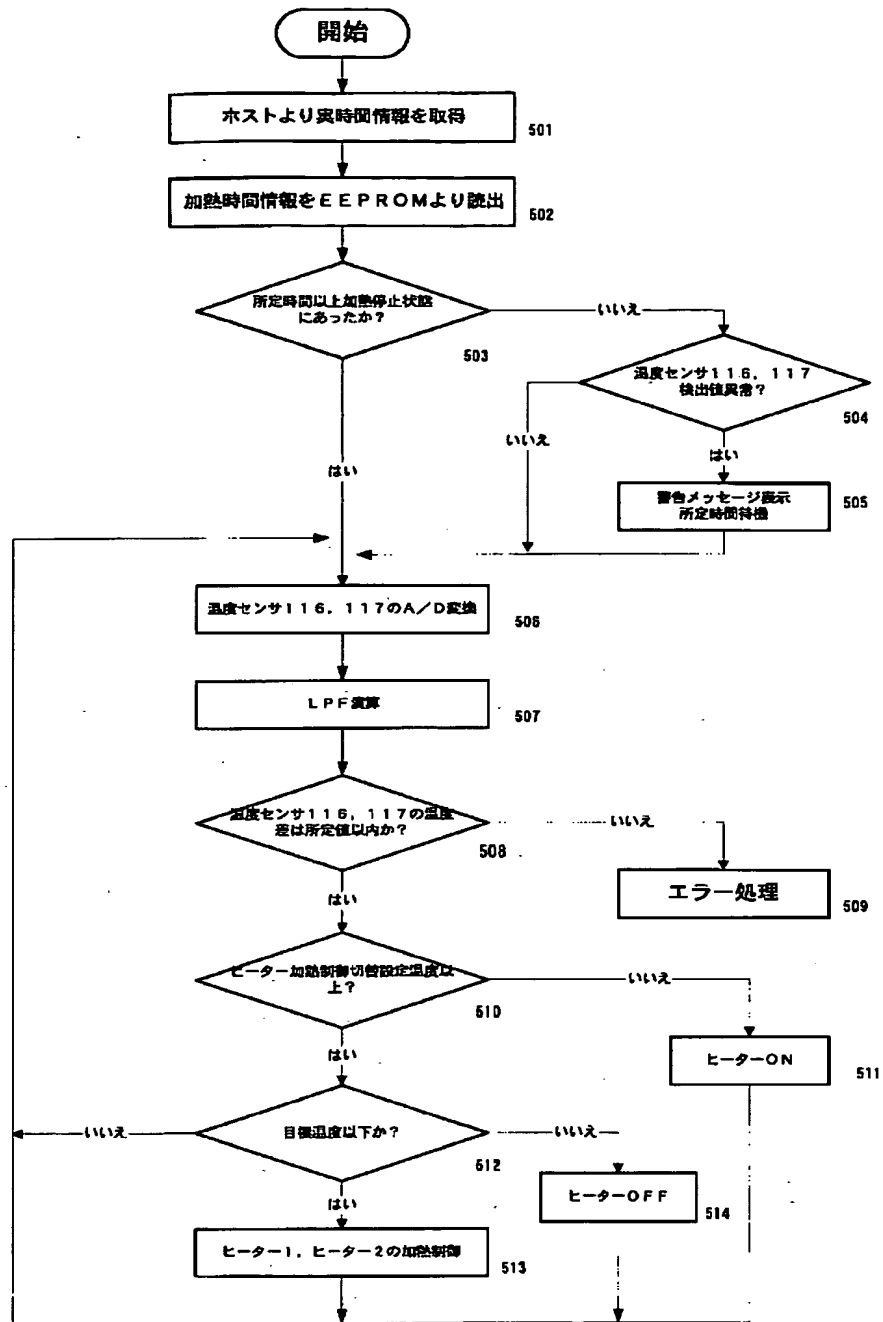 開始
ホストより実時間情報を取得
501
加熱時間情報をEEPROMより読出
502
所定時間以上加熱停止状態
にあったか?
503
いいえ
温度センサ116,117
検出値異常?
504
いいえ
はい
はい
警告メッセージ表示
所定時間待機
505
温度センサ116,117のA/D変換
506
LPF演算
507
温度センサ116,117の温度
差は所定値以内か?
508
いいえ
エラー処理
509
はい
ヒーター加熱制御切替設定温度以
上?
510
いいえ
ヒーターON
511
はい
目標温度以下か?
512
いいえ
いいえ
ヒーターOFF
514
はい
ヒーター1,ヒーター2の加熱制御
513